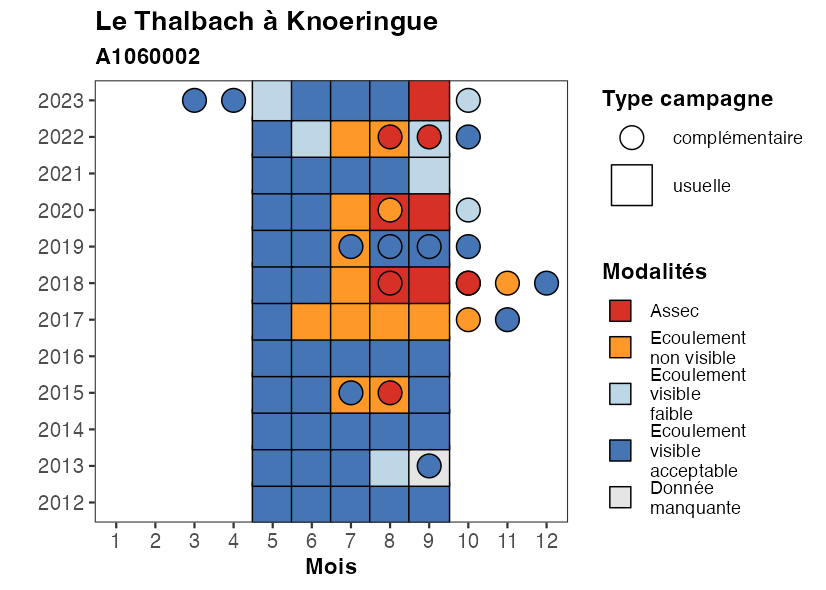 Le Thalbach à Knoeringue
A1060002
2023
2022
2021
2020
2019
2018
2017
2016
2015
2014
2013
2012
1 2 3 4 5 6 7 8 9 10 11 12
Mois
Type campagne
complémentaire
usuelle
Modalités
Assec
Ecoulement
non visible
Ecoulement
visible
faible
Ecoulement
visible
acceptable
Donnée
manquante